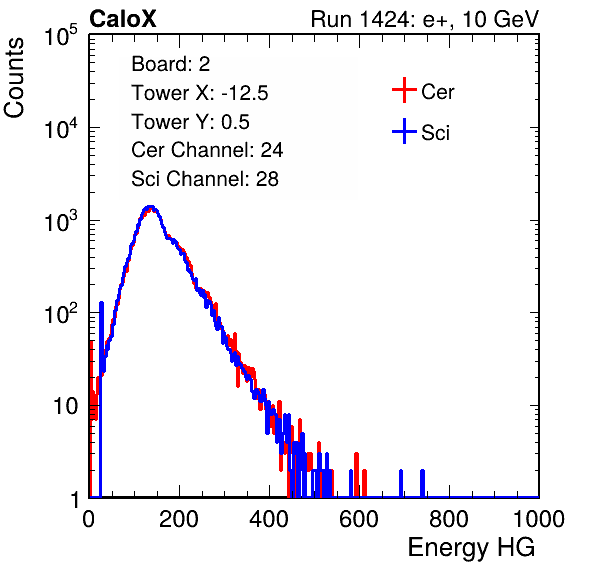 CaloX Run 1424: e+, 10 GeV
Counts
Board: 2
Tower X: -12.5
Tower Y: 0.5
Cer Channel: 24
Sci Channel: 28
Cer
Sci
10^5
10^4
10^3
10^2
10
1
0 200 400 600 800 1000
Energy HG